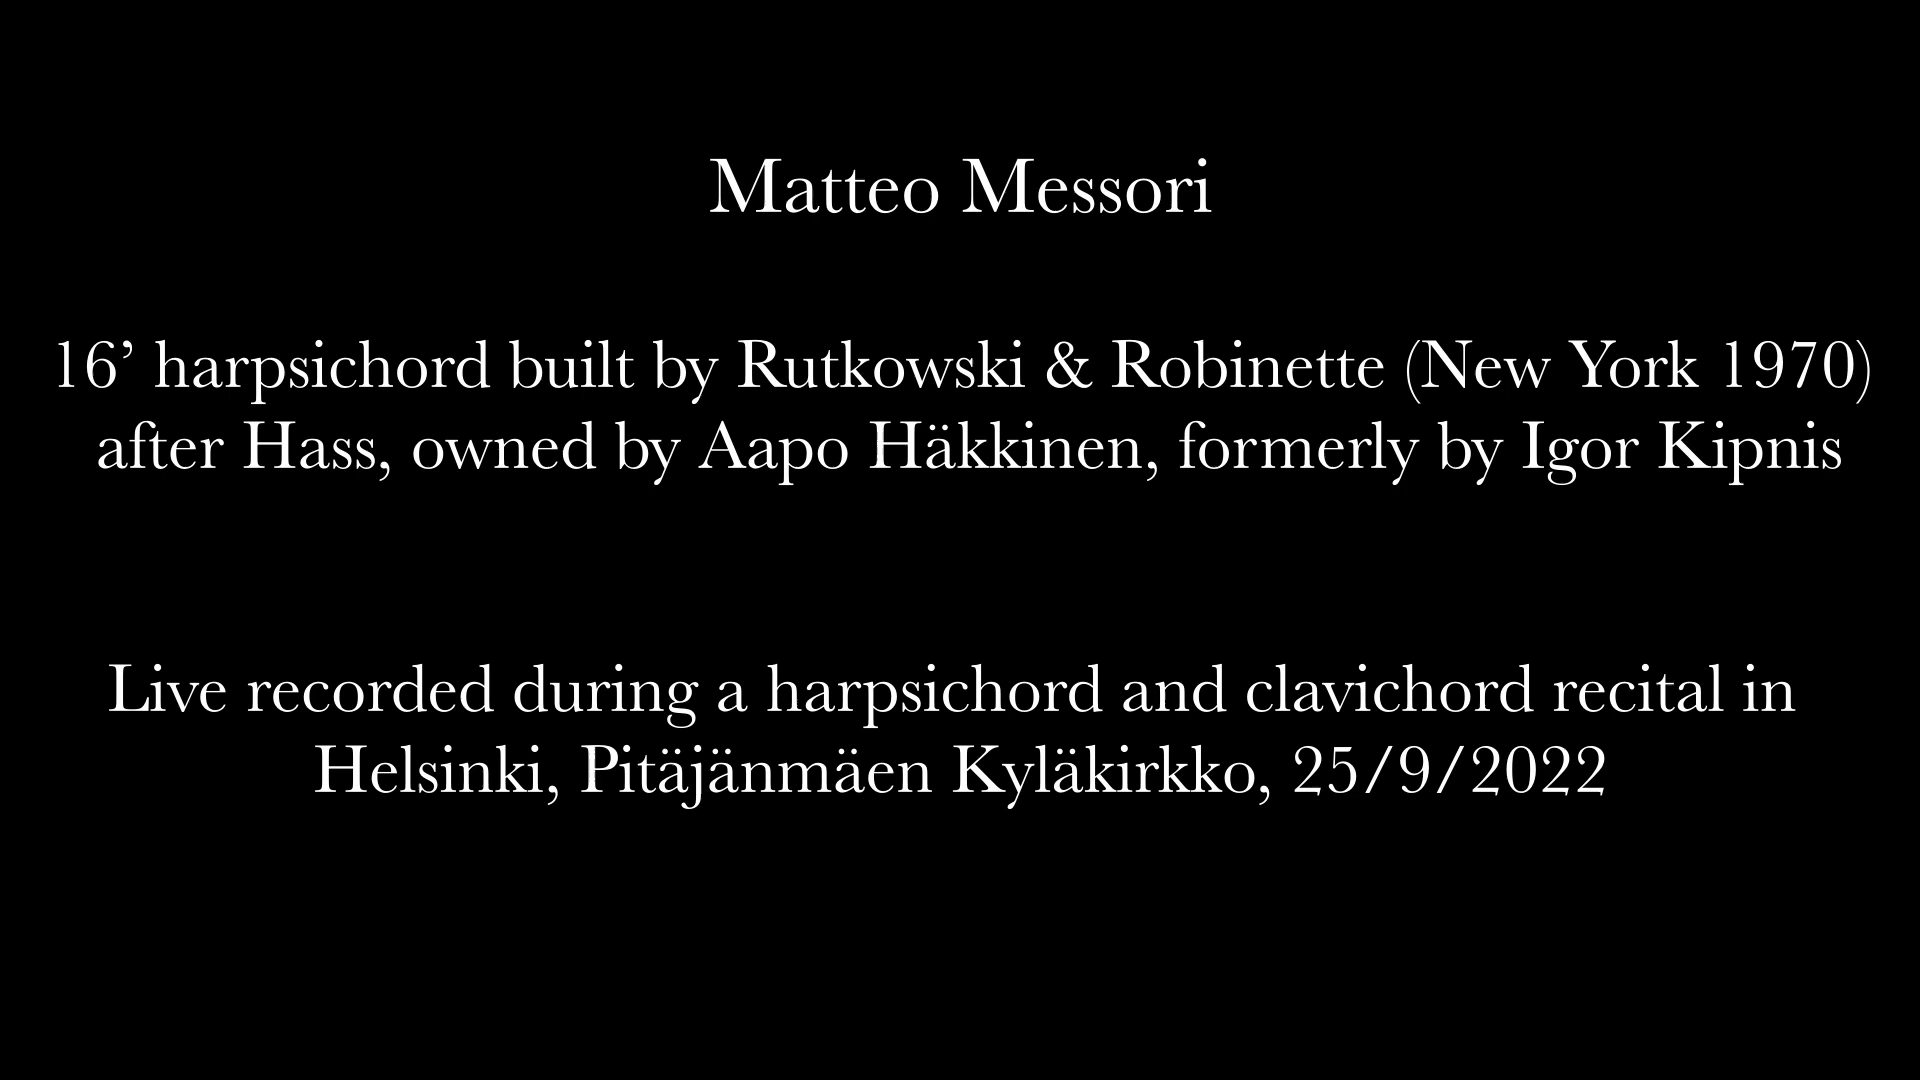 Matteo Messori
16’ harpsichord built by Rutkowski & Robinette (New York 1970)
after Hass, owned by Aapo Häkkinen, formerly by Igor Kipnis
Live recorded during a harpsichord and clavichord recital in
Helsinki, Pitäjänmäen Kyläkirkko, 25/9/2022